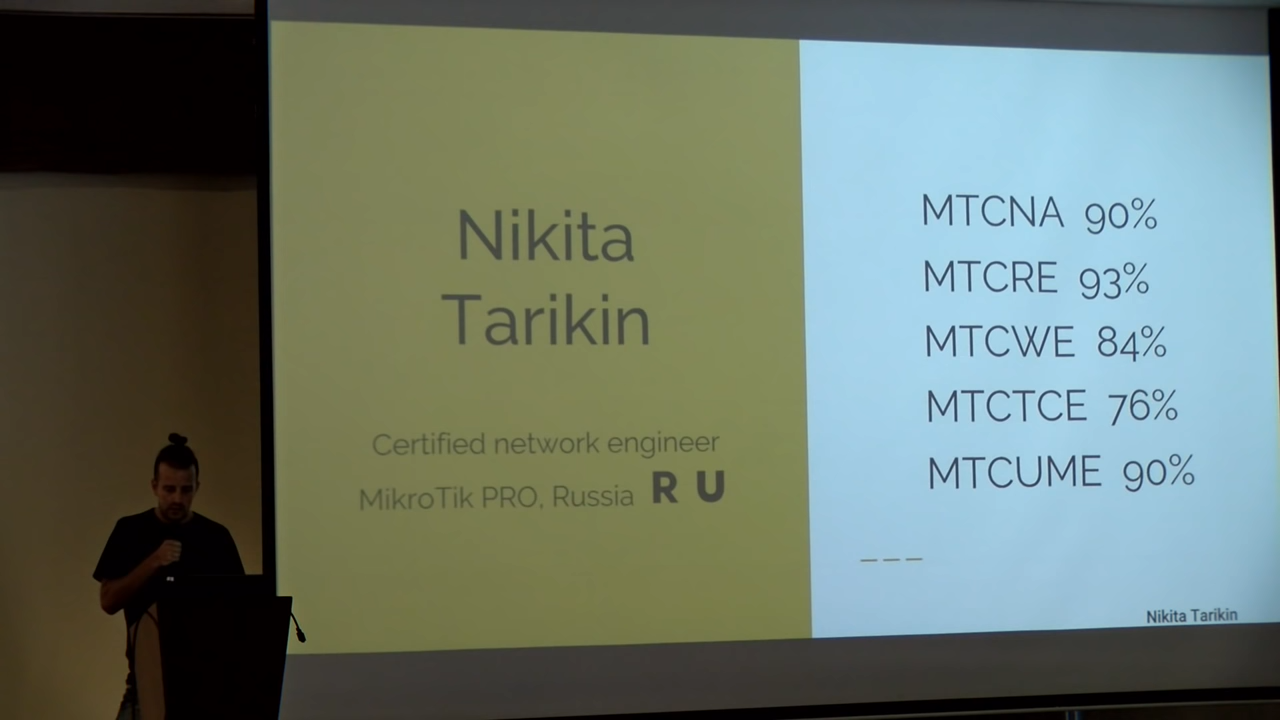 Nikita
Tarikin
Certified network engineer
MikroTik PRO, Russia R U
MTCNA 90%
MTCRE 93%
MTCWE 84%
MTCTCE 76%
MTCUME 90%
Nikita Tarikin